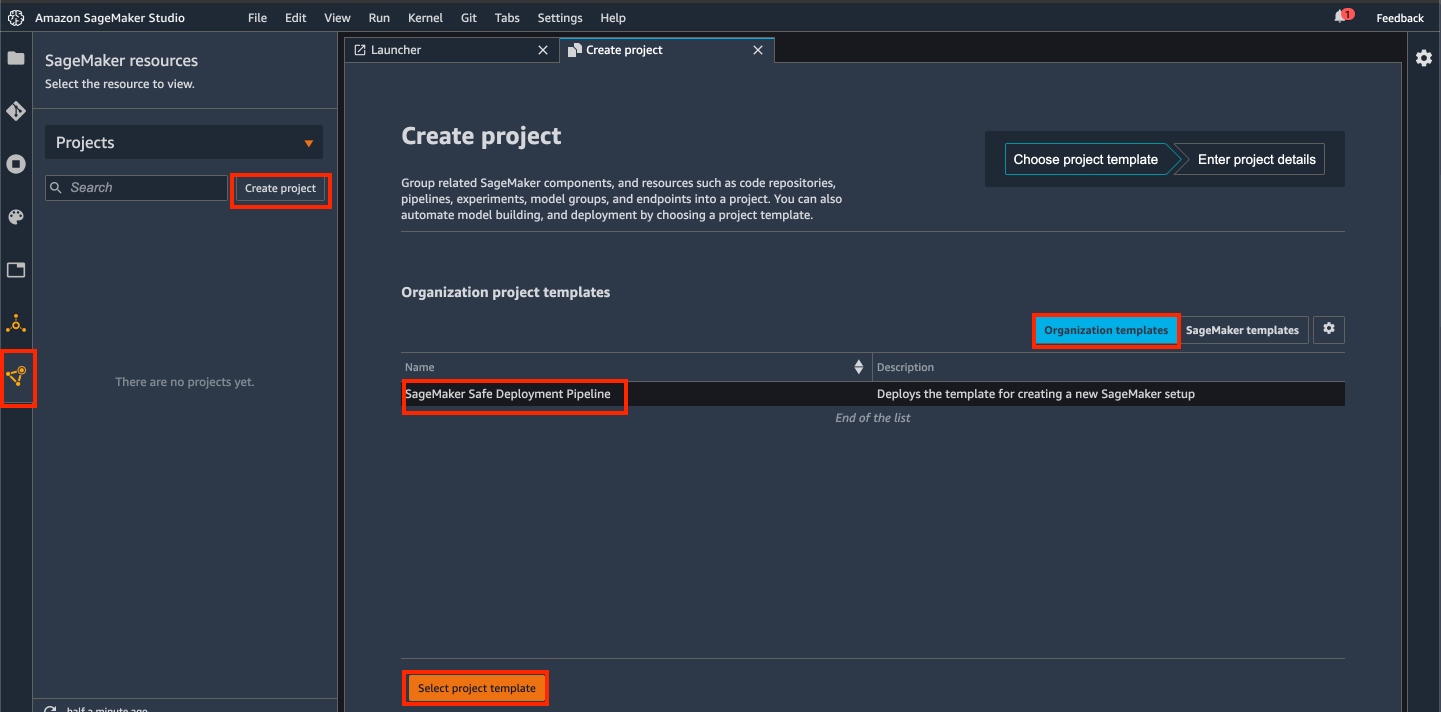 Amazon SageMaker Studio File Edit View Run Kernel Git Tabs Settings Help 1 Feedback
SageMaker resources
Select the resource to view.
Projects
Search Create project
There are no projects yet.
half a minute ago
Launcher Create project
Create project
Choose project template Enter project details
Group related SageMaker components, and resources such as code repositories,
pipelines, experiments, model groups, and endpoints into a project. You can also
automate model building, and deployment by choosing a project template.
Organization project templates
Organization templates SageMaker templates
Name Description
SageMaker Safe Deployment Pipeline Deploys the template for creating a new SageMaker setup
End of the list
Select project template